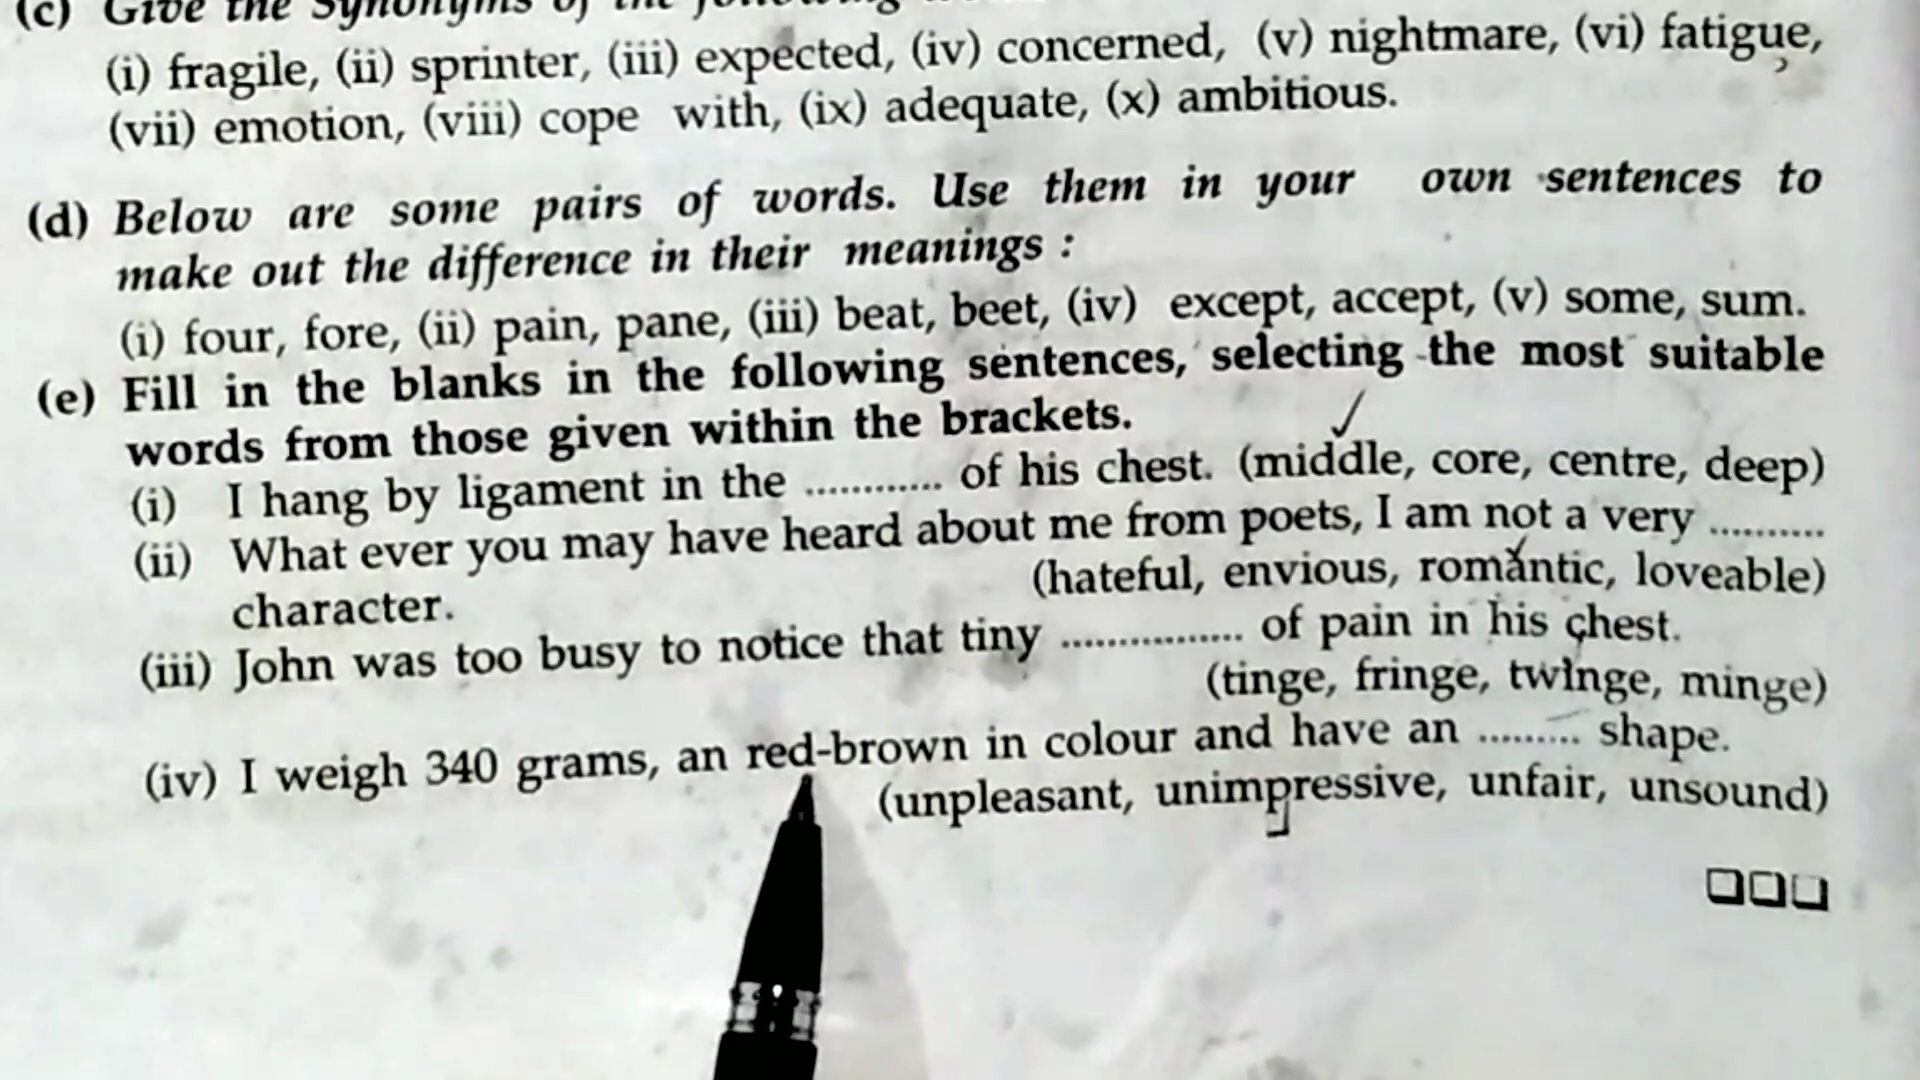 (c) Give the Synonyms of the following
(i) fragile, (ii) sprinter, (iii) expected, (iv) concerned, (v) nightmare, (vi) fatigue,
(vii) emotion, (viii) cope with, (ix) adequate, (x) ambitious.
(d) Below are some pairs of words. Use them in your own sentences to
make out the difference in their meanings :
(i) four, fore, (ii) pain, pane, (iii) beat, beet, (iv) except, accept, (v) some, sum.
(e) Fill in the blanks in the following sentences, selecting the most suitable
words from those given within the brackets.
(i) I hang by ligament in the ............ of his chest. (middle, core, centre, deep)
(ii) What ever you may have heard about me from poets, I am not a very ..........
character. (hateful, envious, romantic, loveable)
(iii) John was too busy to notice that tiny ................ of pain in his chest.
(tinge, fringe, twinge, minge)
(iv) I weigh 340 grams, an red-brown in colour and have an ......... shape.
(unpleasant, unimpressive, unfair, unsound)